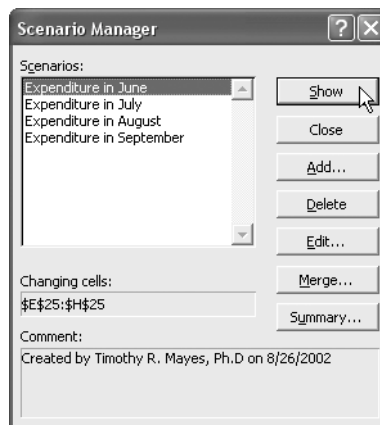 Scenario Manager
Scenarios:
Expenditure in June
Expenditure in July
Expenditure in August
Expenditure in September
Show
Close
Add...
Delete
Edit...
Merge...
Summary...
Changing cells:
$E$25:$H$25
Comment:
Created by Timothy R. Mayes, Ph.D on 8/26/2002